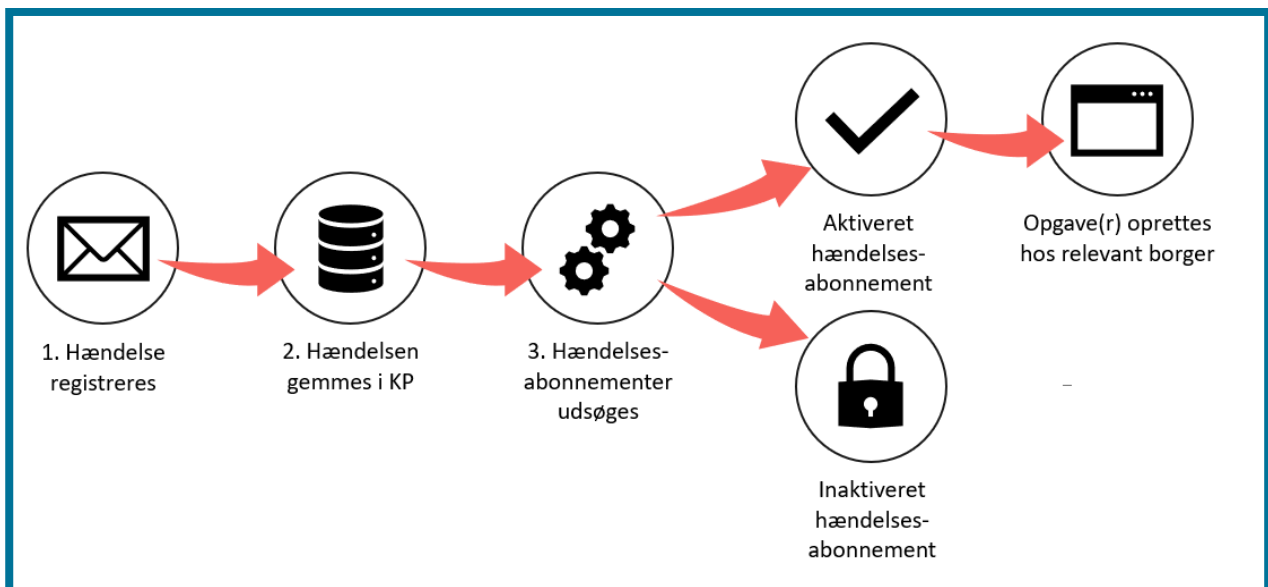 1. Hændelse
registreres
2. Hændelsen
gemmes i KP
3. Hændelses-
abonnementer
udsøges
Aktiveret
hændelses-
abonnement
Opgave(r) oprettes
hos relevant borger
Inaktiveret
hændelses-
abonnement
–